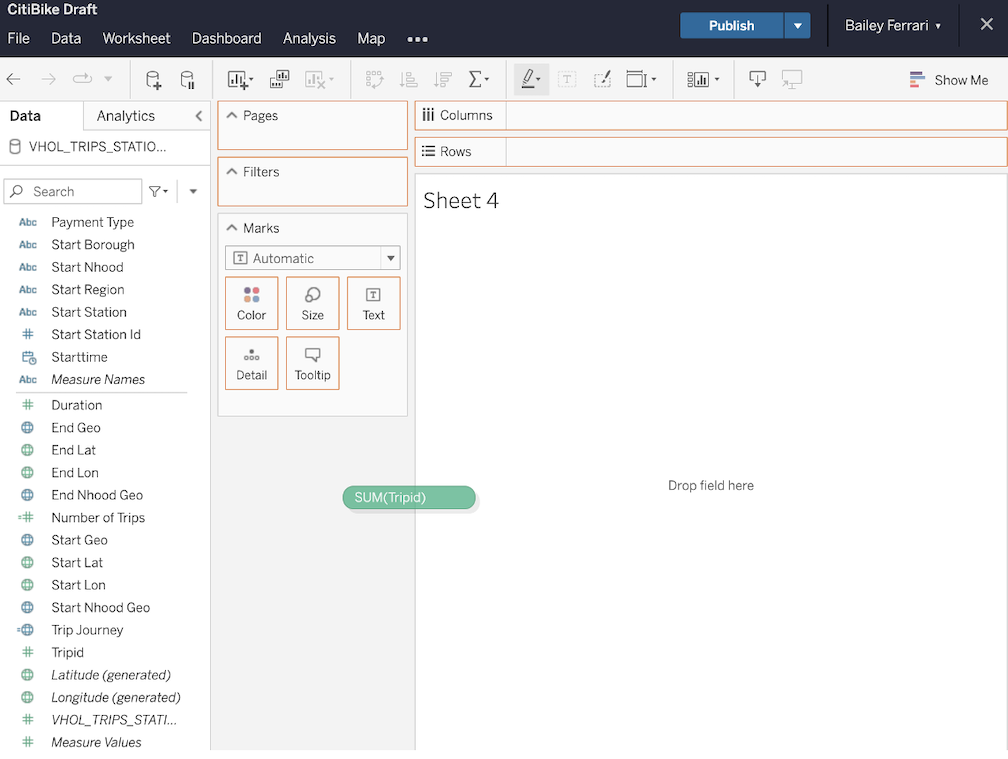 CitiBike Draft
File Data Worksheet Dashboard Analysis Map
Publish
Bailey Ferrari
Show Me
Data Analytics
VHOL_TRIPS_STATIO...
Search
Abc Payment Type
Abc Start Borough
Abc Start Nhood
Abc Start Region
Abc Start Station
# Start Station Id
Starttime
Abc Measure Names
# Duration
End Geo
End Lat
End Lon
End Nhood Geo
=# Number of Trips
Start Geo
Start Lat
Start Lon
Start Nhood Geo
Trip Journey
# Tripid
Latitude (generated)
Longitude (generated)
# VHOL_TRIPS_STATI...
# Measure Values
Pages
Filters
Marks
T Automatic
Color Size Text
Detail Tooltip
Columns
Rows
Sheet 4
SUM(Tripid)
Drop field here